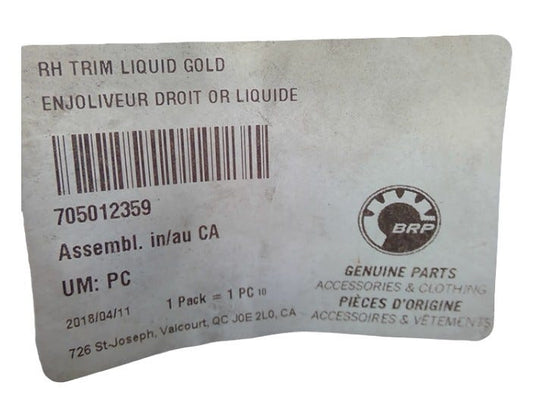 RH TRIM LIQUID GOLD
ENJOLIVEUR DROIT OR LIQUIDE
705012359
Assembl. in/au CA
UM: PC
2018/04/11 1 Pack = 1 PC 10
726 St-Joseph, Valcourt, QC J0E 2L0, CA
BRP
GENUINE PARTS
ACCESSORIES & CLOTHING
PIÈCES D'ORIGINE
ACCESSOIRES & VÊTEMENTS